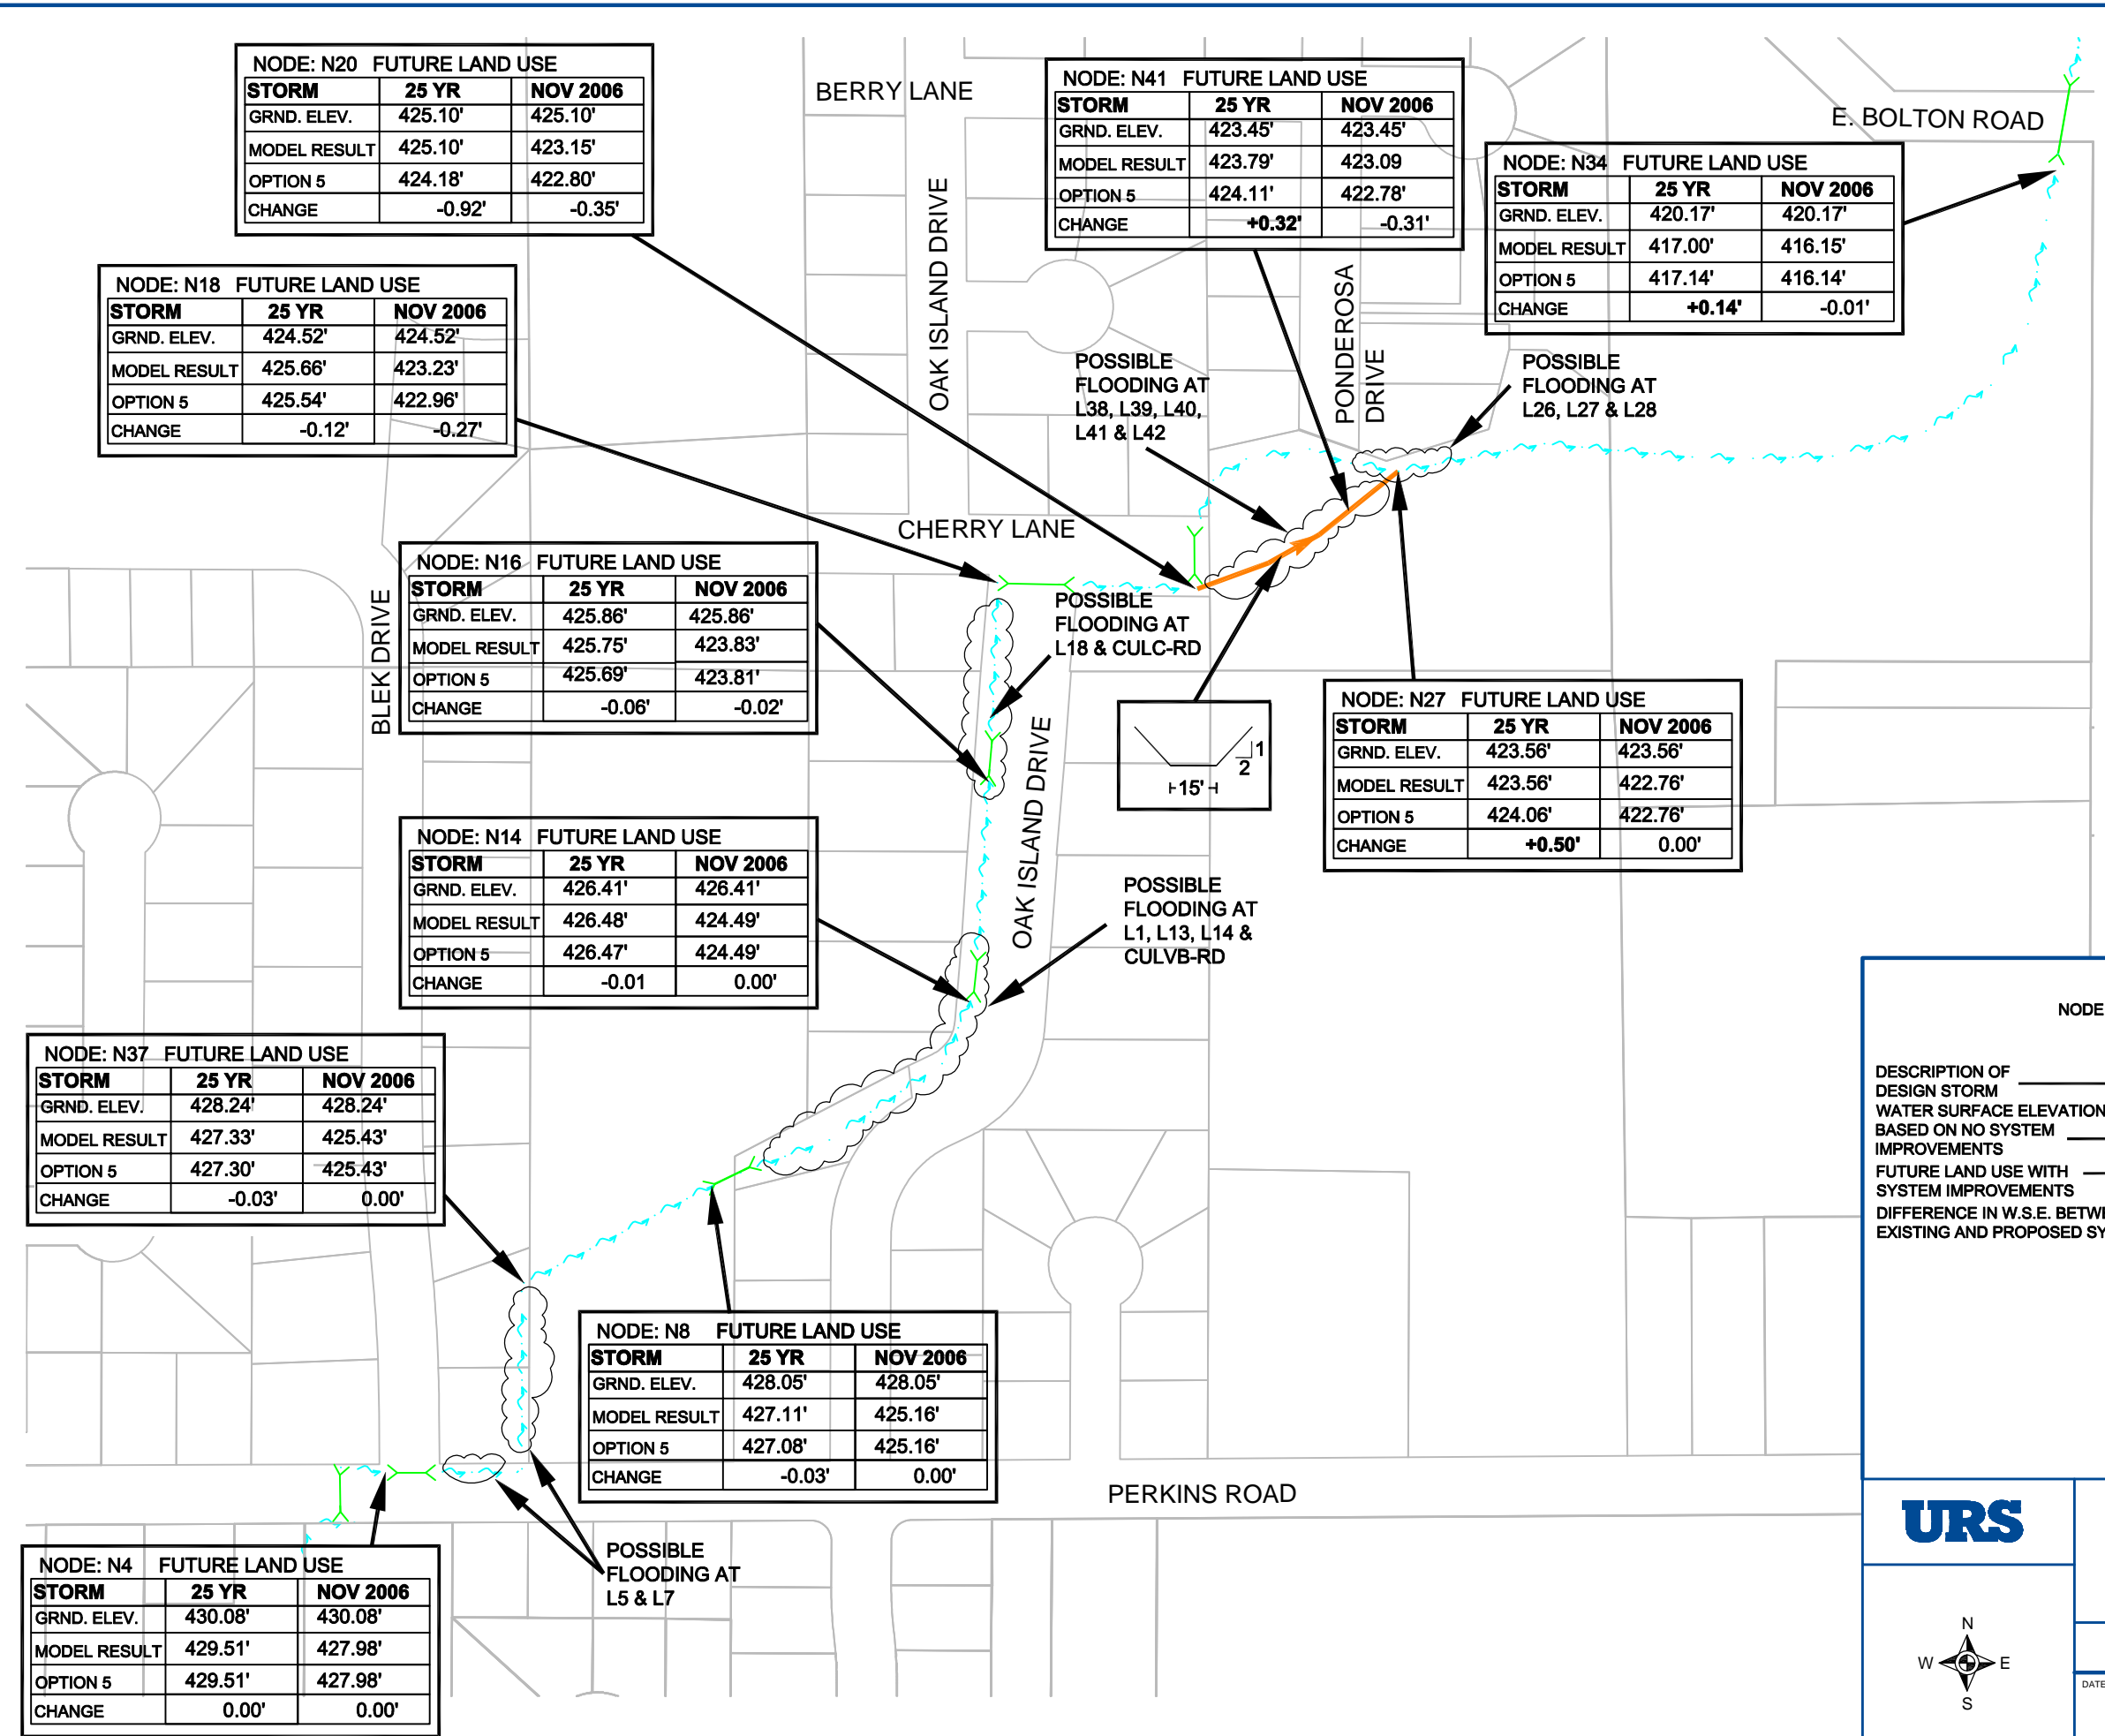 NODE: N20 FUTURE LAND USE
STORM 25 YR NOV 2006
GRND. ELEV. 425.10' 425.10'
MODEL RESULT 425.10' 423.15'
OPTION 5 424.18' 422.80'
CHANGE -0.92' -0.35'
BERRY LANE
NODE: N41 FUTURE LAND USE
STORM 25 YR NOV 2006
GRND. ELEV. 423.45' 423.45'
MODEL RESULT 423.79' 423.09
OPTION 5 424.11' 422.78'
CHANGE +0.32' -0.31'
E. BOLTON ROAD
NODE: N34 FUTURE LAND USE
STORM 25 YR NOV 2006
GRND. ELEV. 420.17' 420.17'
MODEL RESULT 417.00' 416.15'
OPTION 5 417.14' 416.14'
CHANGE +0.14' -0.01'
NODE: N18 FUTURE LAND USE
STORM 25 YR NOV 2006
GRND. ELEV. 424.52' 424.52'
MODEL RESULT 425.66' 423.23'
OPTION 5 425.54' 422.96'
CHANGE -0.12' -0.27'
OAK ISLAND DRIVE
PONDEROSA
DRIVE
POSSIBLE
FLOODING AT
L38, L39, L40,
L41 & L42
POSSIBLE
FLOODING AT
L26, L27 & L28
CHERRY LANE
NODE: N16 FUTURE LAND USE
STORM 25 YR NOV 2006
GRND. ELEV. 425.86' 425.86'
MODEL RESULT 425.75' 423.83'
OPTION 5 425.69' 423.81'
CHANGE -0.06' -0.02'
BLEK DRIVE
POSSIBLE
FLOODING AT
L18 & CULC-RD
1
2
15'
OAK ISLAND DRIVE
NODE: N27 FUTURE LAND USE
STORM 25 YR NOV 2006
GRND. ELEV. 423.56' 423.56'
MODEL RESULT 423.56' 422.76'
OPTION 5 424.06' 422.76'
CHANGE +0.50' 0.00'
NODE: N14 FUTURE LAND USE
STORM 25 YR NOV 2006
GRND. ELEV. 426.41' 426.41'
MODEL RESULT 426.48' 424.49'
OPTION 5 426.47' 424.49'
CHANGE -0.01 0.00'
POSSIBLE
FLOODING AT
L1, L13, L14 &
CULVB-RD
NODE: N37 FUTURE LAND USE
STORM 25 YR NOV 2006
GRND. ELEV. 428.24' 428.24'
MODEL RESULT 427.33' 425.43'
OPTION 5 427.30' 425.43'
CHANGE -0.03' 0.00'
NODE
DESCRIPTION OF
DESIGN STORM
WATER SURFACE ELEVATION
BASED ON NO SYSTEM
IMPROVEMENTS
FUTURE LAND USE WITH
SYSTEM IMPROVEMENTS
DIFFERENCE IN W.S.E. BETWE
EXISTING AND PROPOSED SY
NODE: N8 FUTURE LAND USE
STORM 25 YR NOV 2006
GRND. ELEV. 428.05' 428.05'
MODEL RESULT 427.11' 425.16'
OPTION 5 427.08' 425.16'
CHANGE -0.03' 0.00'
PERKINS ROAD
POSSIBLE
FLOODING AT
L5 & L7
NODE: N4 FUTURE LAND USE
STORM 25 YR NOV 2006
GRND. ELEV. 430.08' 430.08'
MODEL RESULT 429.51' 427.98'
OPTION 5 429.51' 427.98'
CHANGE 0.00' 0.00'
URS
N
W E
S
DATE